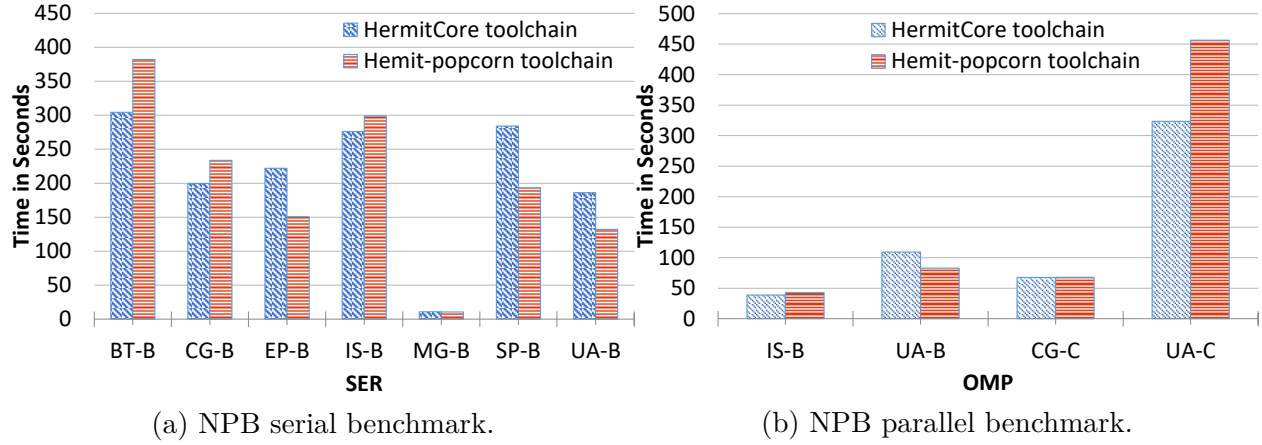 450
400
350
300
250
200
150
100
50
0
Time in Seconds
HermitCore toolchain
Hemit-popcorn toolchain
BT-B CG-B EP-B IS-B MG-B SP-B UA-B
SER
(a) NPB serial benchmark.
500
450
400
350
300
250
200
150
100
50
0
Time in Seconds
HermitCore toolchain
Hemit-popcorn toolchain
IS-B UA-B CG-C UA-C
OMP
(b) NPB parallel benchmark.